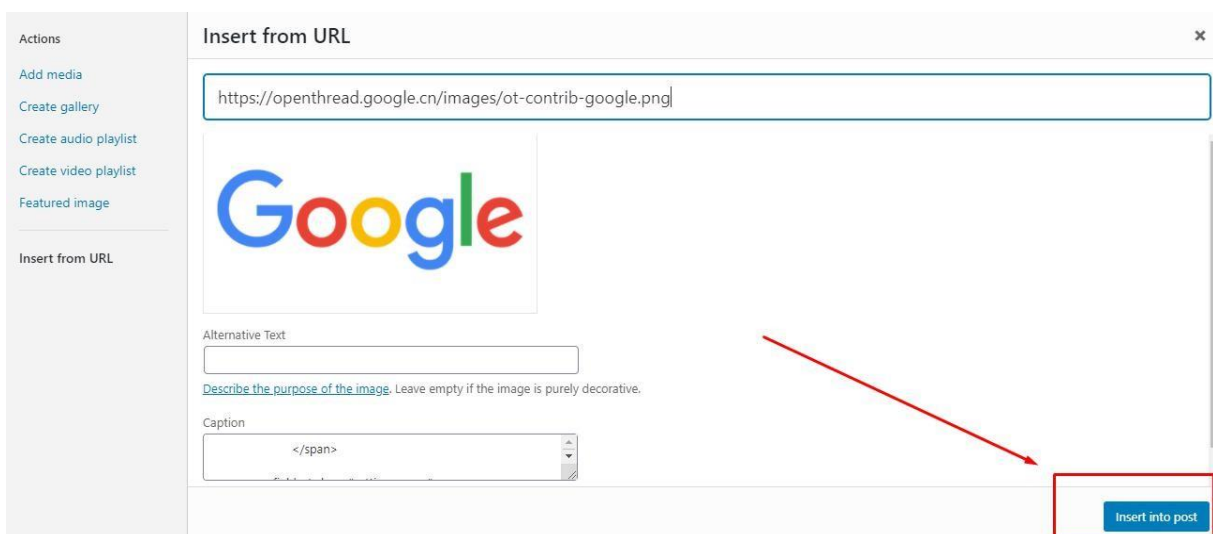 Actions
Add media
Create gallery
Create audio playlist
Create video playlist
Featured image
Insert from URL
Insert from URL
×
https://openthread.google.cn/images/ot-contrib-google.png
Google
Alternative Text
Describe the purpose of the image. Leave empty if the image is purely decorative.
Caption
</span>
Insert into post